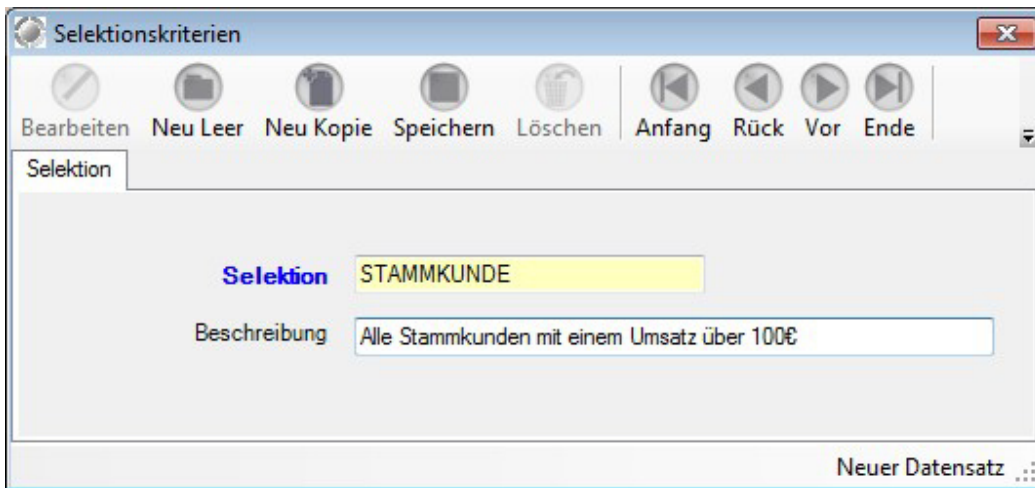 Selektionskriterien
Bearbeiten Neu Leer Neu Kopie Speichern Löschen Anfang Rück Vor Ende
Selektion
Selektion STAMMKUNDE
Beschreibung Alle Stammkunden mit einem Umsatz über 100€
Neuer Datensatz